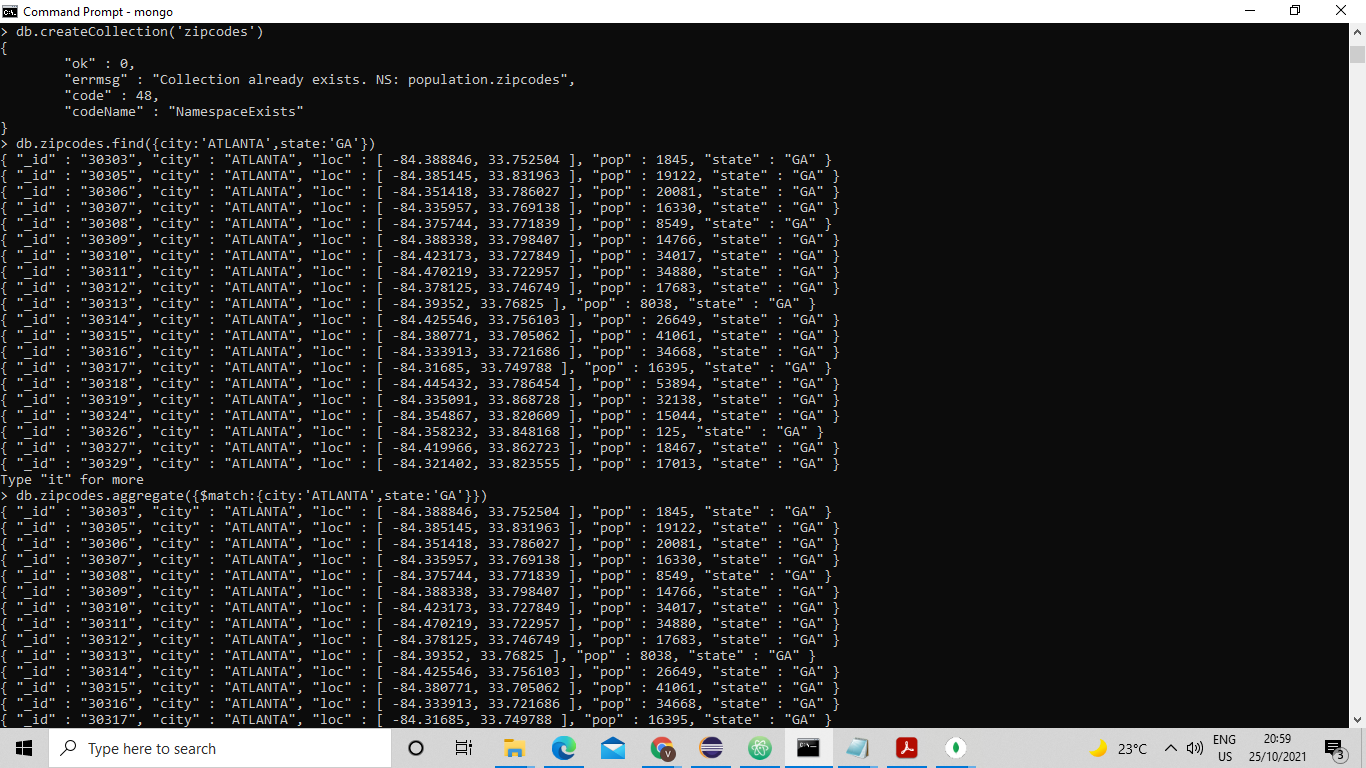 Command Prompt - mongo
> db.createCollection('zipcodes')
{
        "ok" : 0,
        "errmsg" : "Collection already exists. NS: population.zipcodes",
        "code" : 48,
        "codeName" : "NamespaceExists"
}
> db.zipcodes.find({city:'ATLANTA',state:'GA'})
{ "_id" : "30303", "city" : "ATLANTA", "loc" : [ -84.388846, 33.752504 ], "pop" : 1845, "state" : "GA" }
{ "_id" : "30305", "city" : "ATLANTA", "loc" : [ -84.385145, 33.831963 ], "pop" : 19122, "state" : "GA" }
{ "_id" : "30306", "city" : "ATLANTA", "loc" : [ -84.351418, 33.786027 ], "pop" : 20081, "state" : "GA" }
{ "_id" : "30307", "city" : "ATLANTA", "loc" : [ -84.335957, 33.769138 ], "pop" : 16330, "state" : "GA" }
{ "_id" : "30308", "city" : "ATLANTA", "loc" : [ -84.375744, 33.771839 ], "pop" : 8549, "state" : "GA" }
{ "_id" : "30309", "city" : "ATLANTA", "loc" : [ -84.388338, 33.798407 ], "pop" : 14766, "state" : "GA" }
{ "_id" : "30310", "city" : "ATLANTA", "loc" : [ -84.423173, 33.727849 ], "pop" : 34017, "state" : "GA" }
{ "_id" : "30311", "city" : "ATLANTA", "loc" : [ -84.470219, 33.722957 ], "pop" : 34880, "state" : "GA" }
{ "_id" : "30312", "city" : "ATLANTA", "loc" : [ -84.378125, 33.746749 ], "pop" : 17683, "state" : "GA" }
{ "_id" : "30313", "city" : "ATLANTA", "loc" : [ -84.39352, 33.76825 ], "pop" : 8038, "state" : "GA" }
{ "_id" : "30314", "city" : "ATLANTA", "loc" : [ -84.425546, 33.756103 ], "pop" : 26649, "state" : "GA" }
{ "_id" : "30315", "city" : "ATLANTA", "loc" : [ -84.380771, 33.705062 ], "pop" : 41061, "state" : "GA" }
{ "_id" : "30316", "city" : "ATLANTA", "loc" : [ -84.333913, 33.721686 ], "pop" : 34668, "state" : "GA" }
{ "_id" : "30317", "city" : "ATLANTA", "loc" : [ -84.31685, 33.749788 ], "pop" : 16395, "state" : "GA" }
{ "_id" : "30318", "city" : "ATLANTA", "loc" : [ -84.445432, 33.786454 ], "pop" : 53894, "state" : "GA" }
{ "_id" : "30319", "city" : "ATLANTA", "loc" : [ -84.335091, 33.868728 ], "pop" : 32138, "state" : "GA" }
{ "_id" : "30324", "city" : "ATLANTA", "loc" : [ -84.354867, 33.820609 ], "pop" : 15044, "state" : "GA" }
{ "_id" : "30326", "city" : "ATLANTA", "loc" : [ -84.358232, 33.848168 ], "pop" : 125, "state" : "GA" }
{ "_id" : "30327", "city" : "ATLANTA", "loc" : [ -84.419966, 33.862723 ], "pop" : 18467, "state" : "GA" }
{ "_id" : "30329", "city" : "ATLANTA", "loc" : [ -84.321402, 33.823555 ], "pop" : 17013, "state" : "GA" }
Type "it" for more
> db.zipcodes.aggregate({$match:{city:'ATLANTA',state:'GA'}})
{ "_id" : "30303", "city" : "ATLANTA", "loc" : [ -84.388846, 33.752504 ], "pop" : 1845, "state" : "GA" }
{ "_id" : "30305", "city" : "ATLANTA", "loc" : [ -84.385145, 33.831963 ], "pop" : 19122, "state" : "GA" }
{ "_id" : "30306", "city" : "ATLANTA", "loc" : [ -84.351418, 33.786027 ], "pop" : 20081, "state" : "GA" }
{ "_id" : "30307", "city" : "ATLANTA", "loc" : [ -84.335957, 33.769138 ], "pop" : 16330, "state" : "GA" }
{ "_id" : "30308", "city" : "ATLANTA", "loc" : [ -84.375744, 33.771839 ], "pop" : 8549, "state" : "GA" }
{ "_id" : "30309", "city" : "ATLANTA", "loc" : [ -84.388338, 33.798407 ], "pop" : 14766, "state" : "GA" }
{ "_id" : "30310", "city" : "ATLANTA", "loc" : [ -84.423173, 33.727849 ], "pop" : 34017, "state" : "GA" }
{ "_id" : "30311", "city" : "ATLANTA", "loc" : [ -84.470219, 33.722957 ], "pop" : 34880, "state" : "GA" }
{ "_id" : "30312", "city" : "ATLANTA", "loc" : [ -84.378125, 33.746749 ], "pop" : 17683, "state" : "GA" }
{ "_id" : "30313", "city" : "ATLANTA", "loc" : [ -84.39352, 33.76825 ], "pop" : 8038, "state" : "GA" }
{ "_id" : "30314", "city" : "ATLANTA", "loc" : [ -84.425546, 33.756103 ], "pop" : 26649, "state" : "GA" }
{ "_id" : "30315", "city" : "ATLANTA", "loc" : [ -84.380771, 33.705062 ], "pop" : 41061, "state" : "GA" }
{ "_id" : "30316", "city" : "ATLANTA", "loc" : [ -84.333913, 33.721686 ], "pop" : 34668, "state" : "GA" }
{ "_id" : "30317", "city" : "ATLANTA", "loc" : [ -84.31685, 33.749788 ], "pop" : 16395, "state" : "GA" }
Type here to search
23°C
ENG
US
20:59
25/10/2021
3